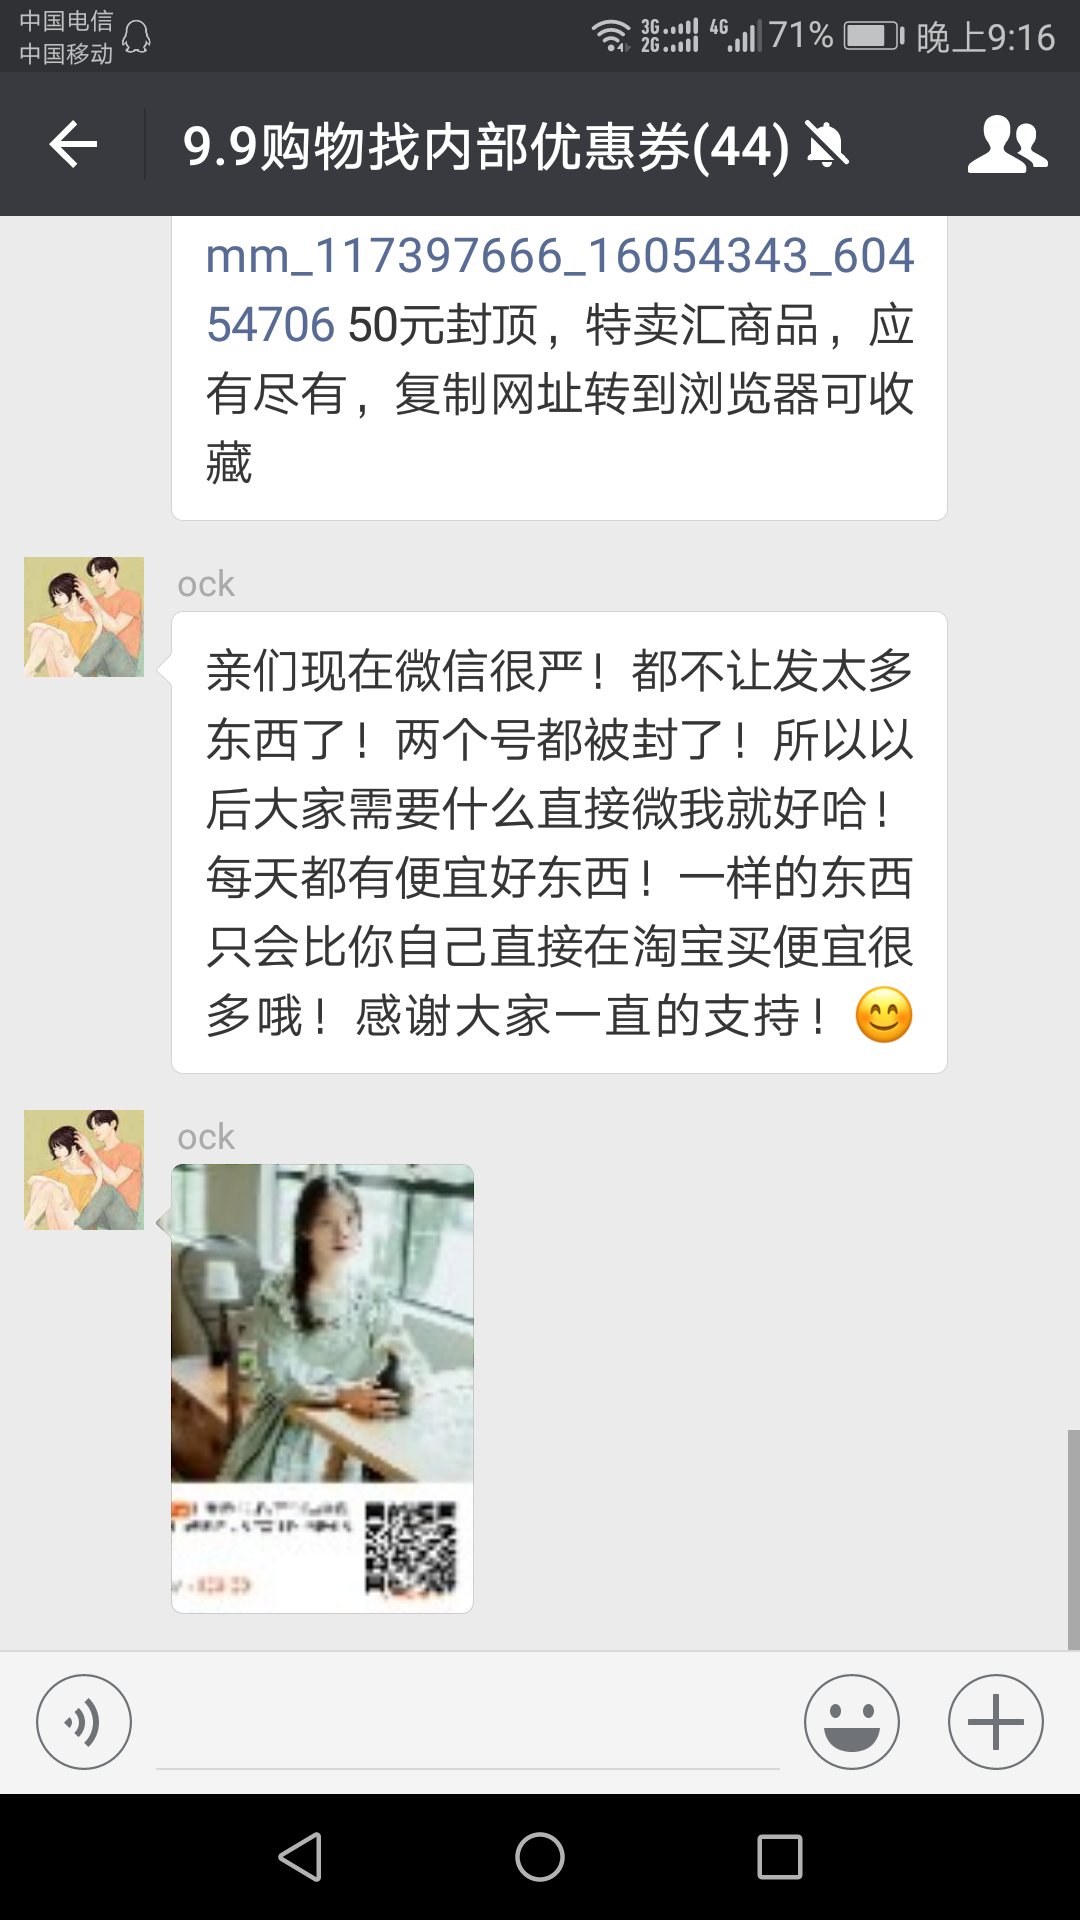 中国电信
中国移动
3G
2G
4G
71%
晚上9:16
9.9购物找内部优惠券(44)
mm_117397666_16054343_604
54706 50元封顶，特卖汇商品，应
有尽有，复制网址转到浏览器可收
藏
ock
亲们现在微信很严！都不让发太多
东西了！两个号都被封了！所以以
后大家需要什么直接微我就好哈！
每天都有便宜好东西！一样的东西
只会比你自己直接在淘宝买便宜很
多哦！感谢大家一直的支持！😊
ock